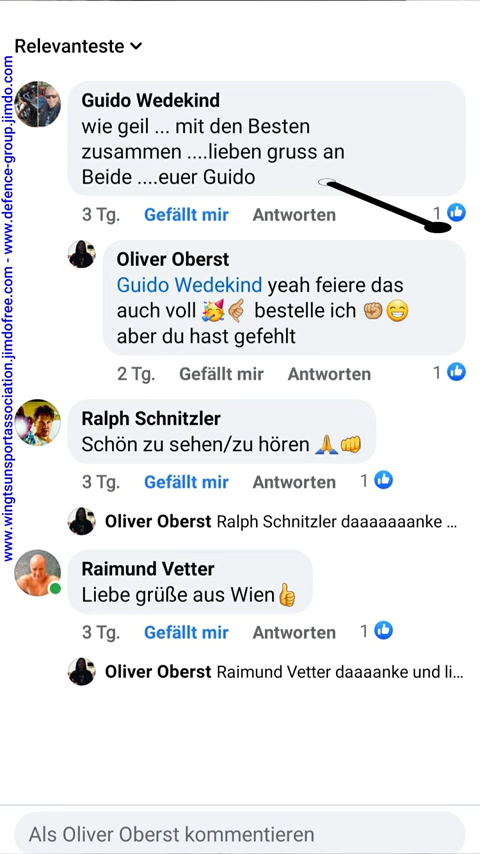 Relevanteste
Guido Wedekind
wie geil ... mit den Besten
zusammen ....lieben gruss an
Beide ....euer Guido
3 Tg. Gefällt mir Antworten 1
Oliver Oberst
Guido Wedekind yeah feiere das
auch voll 🥳🤙🏼 bestelle ich ✊🏽😁
aber du hast gefehlt
2 Tg. Gefällt mir Antworten 1
Ralph Schnitzler
Schön zu sehen/zu hören 🙏👊
3 Tg. Gefällt mir Antworten 1
Oliver Oberst Ralph Schnitzler daaaaaaanke ...
Raimund Vetter
Liebe grüße aus Wien👍
3 Tg. Gefällt mir Antworten 1
Oliver Oberst Raimund Vetter daaaanke und li...
Als Oliver Oberst kommentieren
www.wingtsunsportassociation.jimdofree.com - www.defence-group.jimdo.com